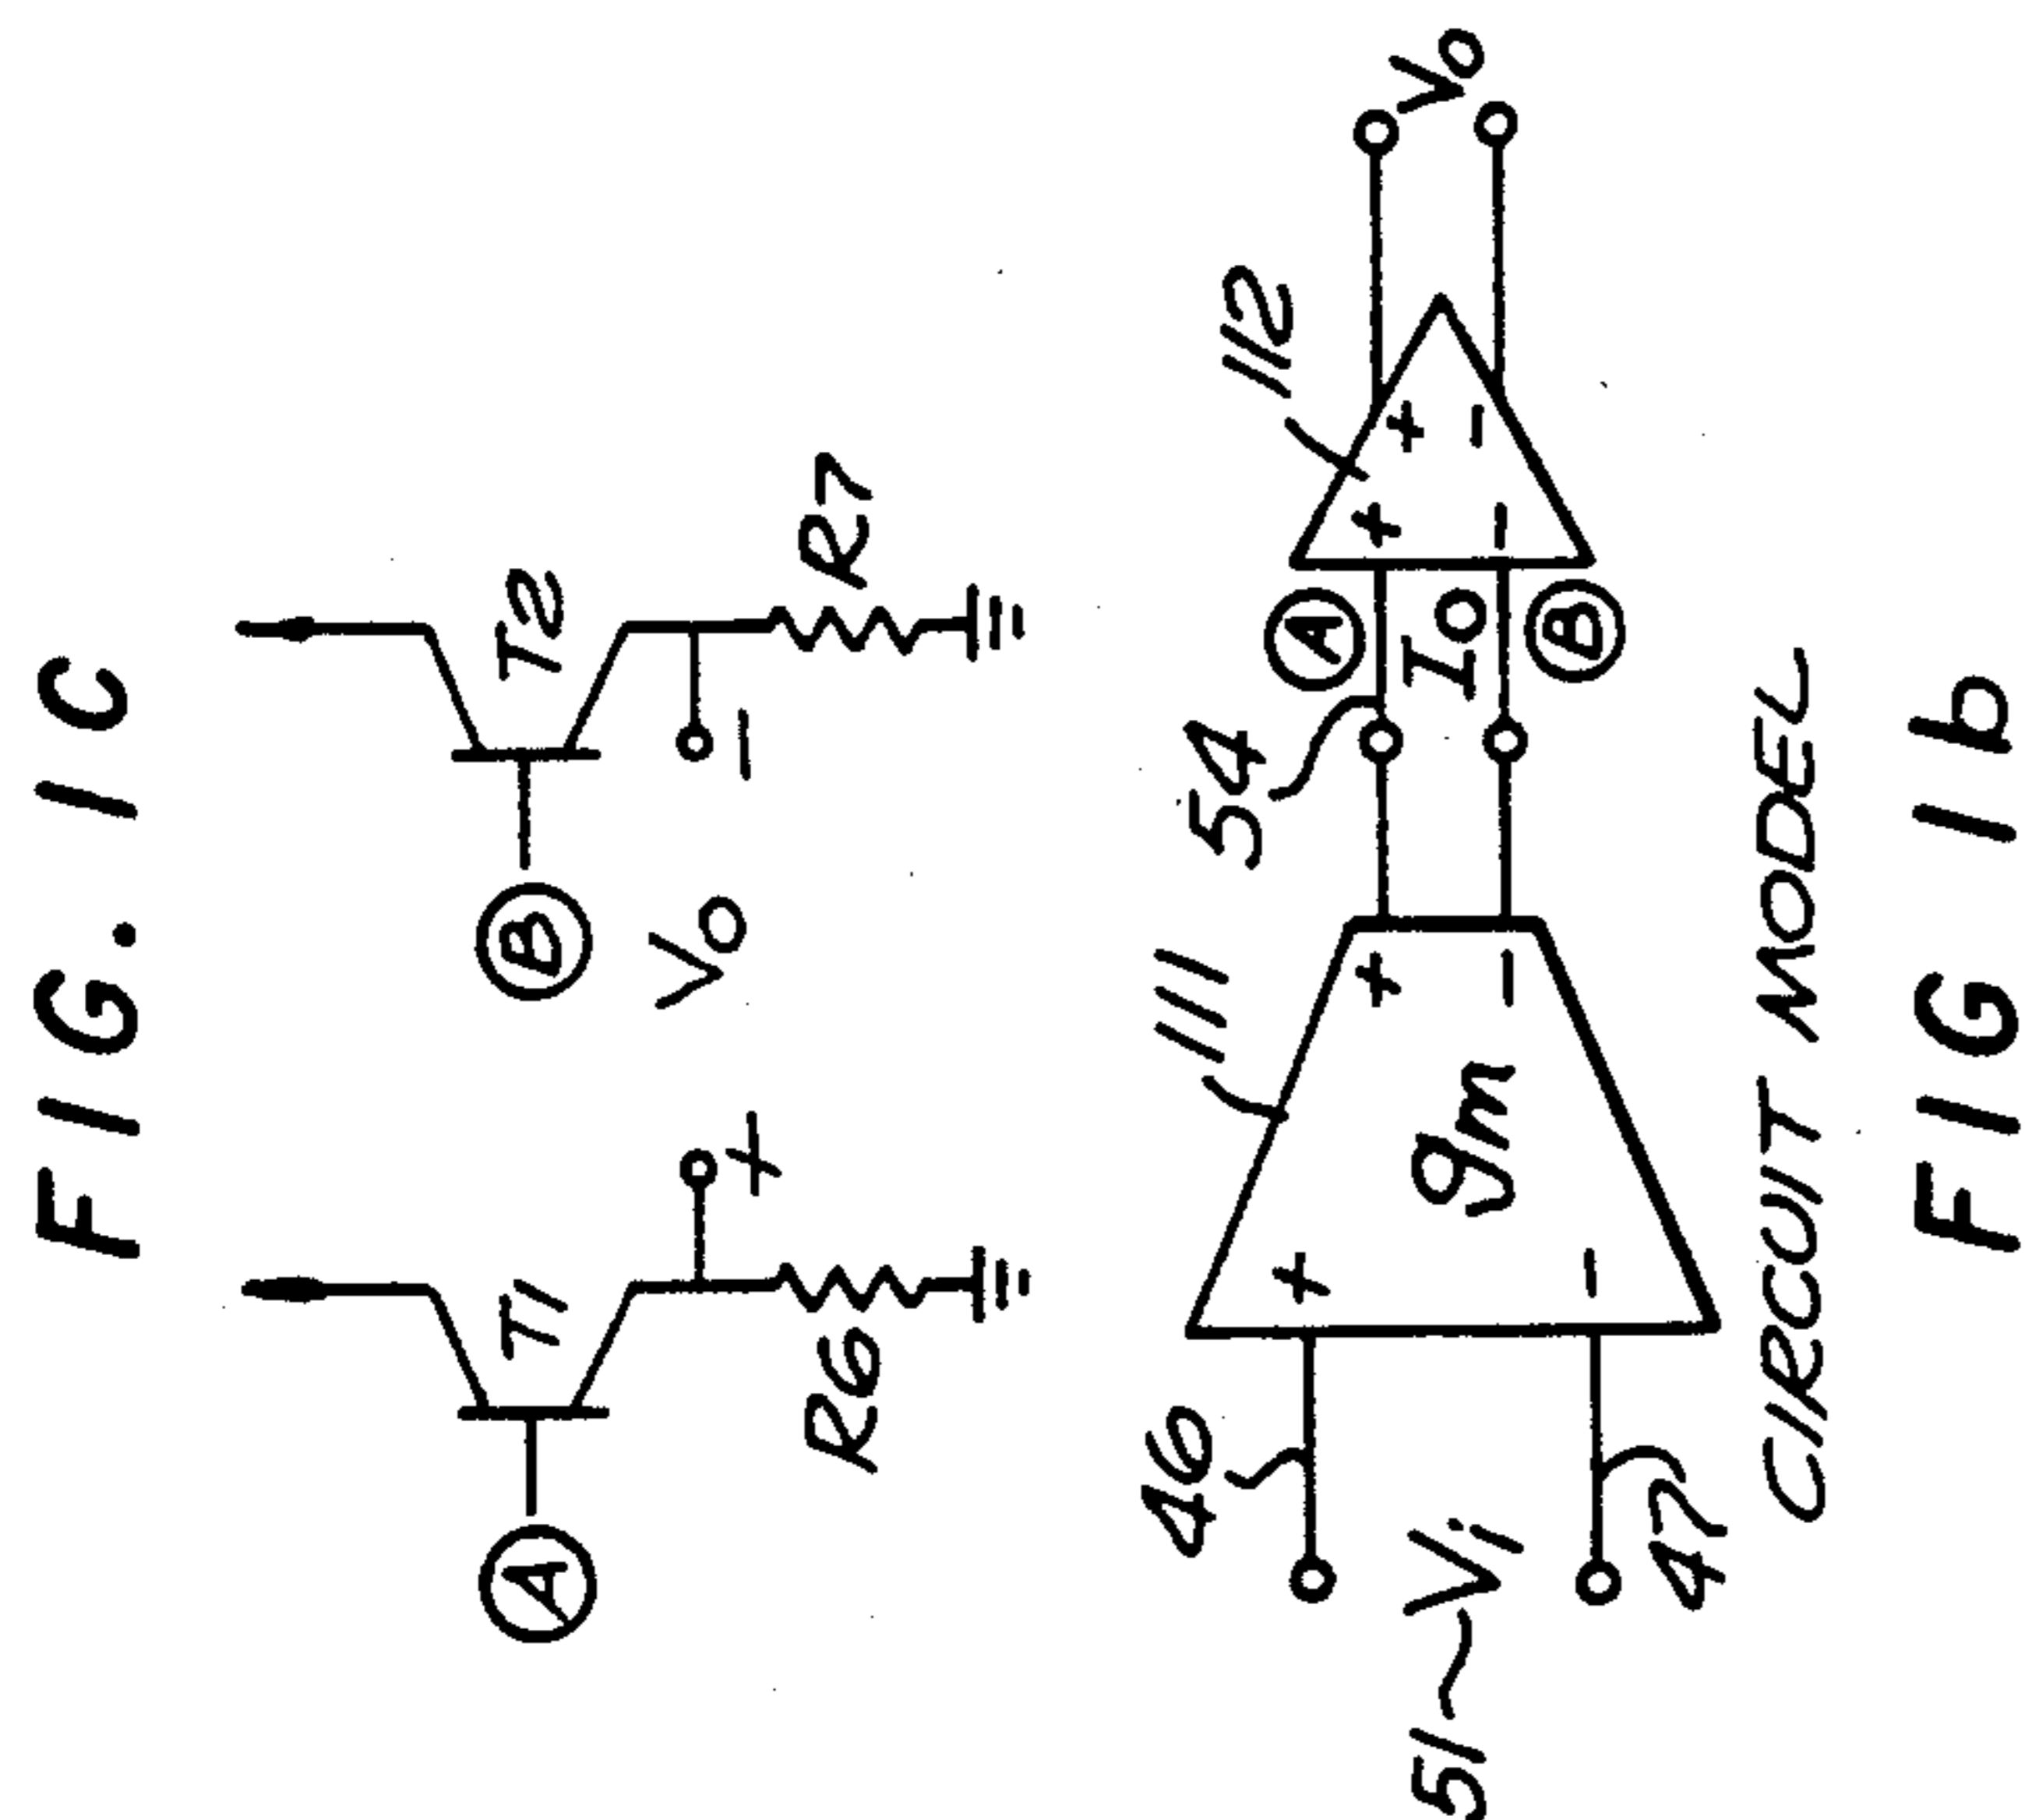 FIG. 1C
A T1 B T2
VO
+ −
R6 R7
46 111 54 112
A
+ + + +
51 Vi gm IO VO
− − − −
B
47
CIRCUIT MODEL
FIG 1b